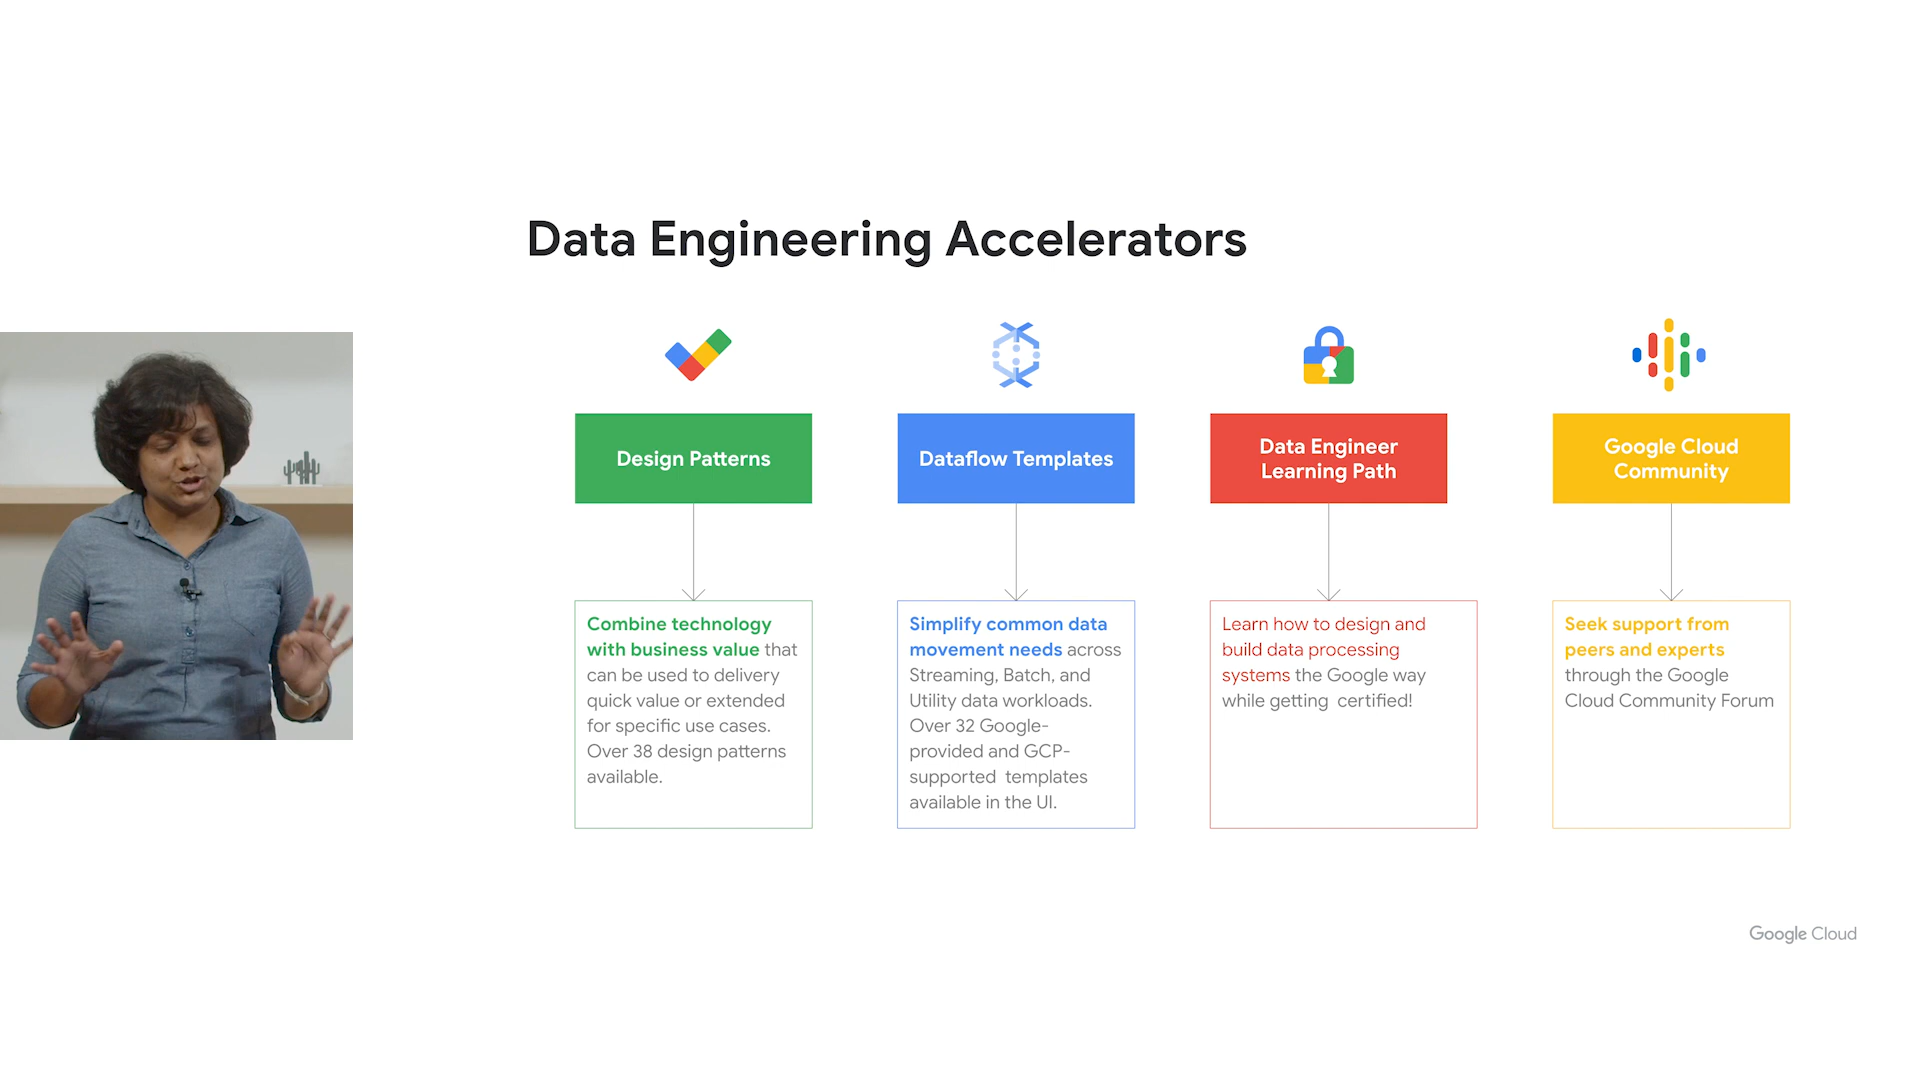 Data Engineering Accelerators
Design Patterns
Combine technology
with business value that
can be used to delivery
quick value or extended
for specific use cases.
Over 38 design patterns
available.
Dataflow Templates
Simplify common data
movement needs across
Streaming, Batch, and
Utility data workloads.
Over 32 Google-
provided and GCP-
supported  templates
available in the UI.
Data Engineer
Learning Path
Learn how to design and
build data processing
systems the Google way
while getting  certified!
Google Cloud
Community
Seek support from
peers and experts
through the Google
Cloud Community Forum
Google Cloud